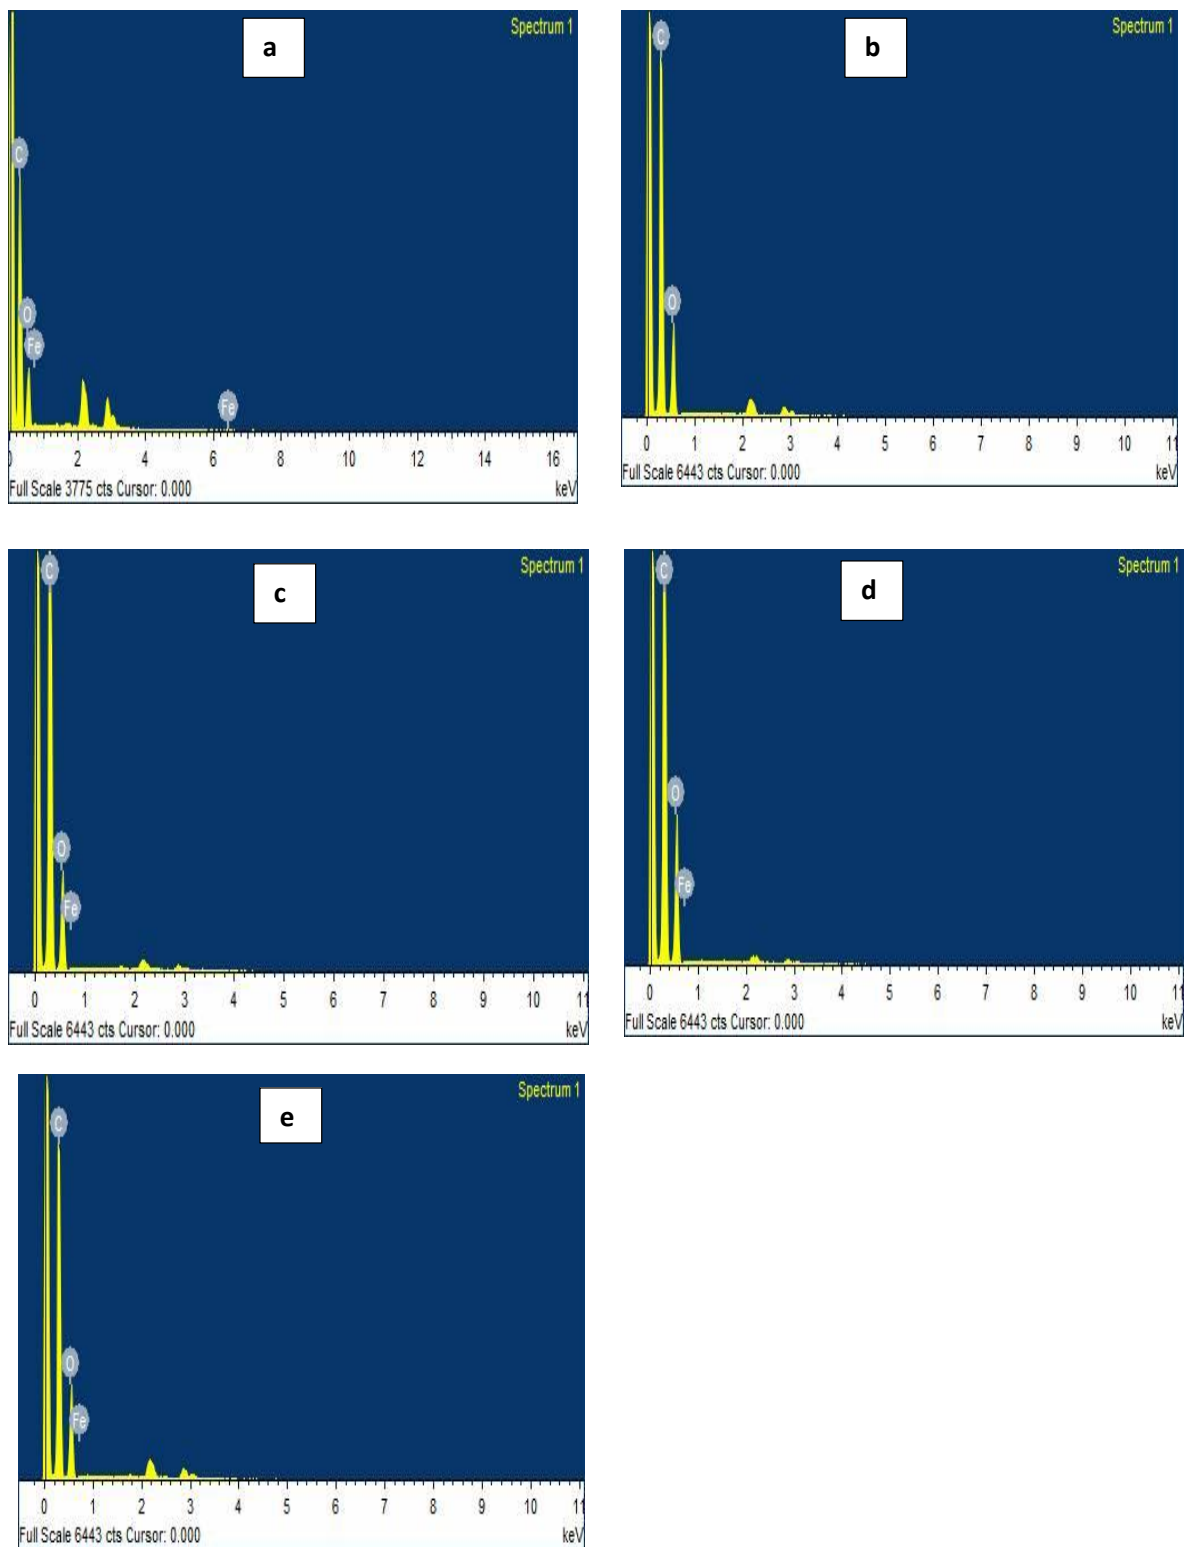 a
Spectrum 1
C
O
Fe
Fe
0 2 4 6 8 10 12 14 16
Full Scale 3775 cts Cursor: 0.000 keV
b
Spectrum 1
C
O
0 1 2 3 4 5 6 7 8 9 10 11
Full Scale 6443 cts Cursor: 0.000 keV
c
Spectrum 1
C
O
Fe
0 1 2 3 4 5 6 7 8 9 10 11
Full Scale 6443 cts Cursor: 0.000 keV
d
Spectrum 1
C
O
Fe
0 1 2 3 4 5 6 7 8 9 10 11
Full Scale 6443 cts Cursor: 0.000 keV
e
Spectrum 1
C
O
Fe
0 1 2 3 4 5 6 7 8 9 10 11
Full Scale 6443 cts Cursor: 0.000 keV